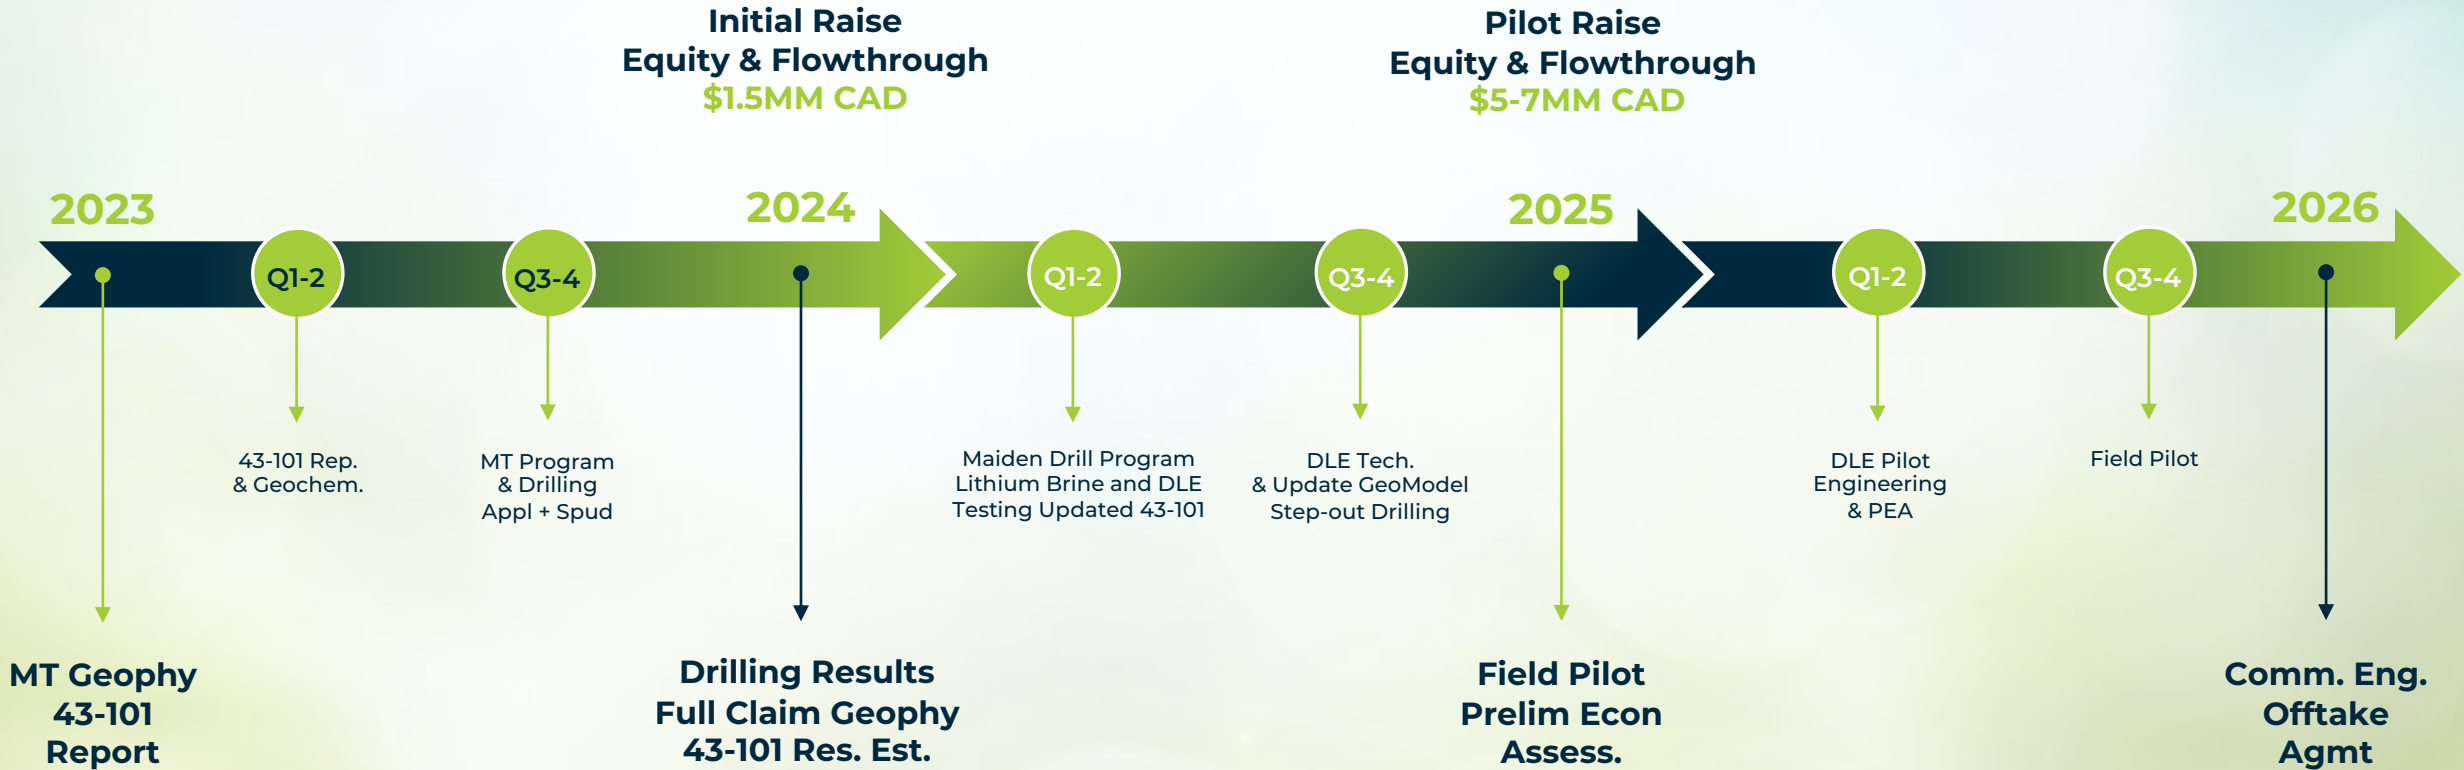 Initial Raise
Equity & Flowthrough
$1.5MM CAD
Pilot Raise
Equity & Flowthrough
$5-7MM CAD
2023
2024
2025
2026
Q1-2
Q3-4
Q1-2
Q3-4
Q1-2
Q3-4
43-101 Rep.
& Geochem.
MT Program
& Drilling
Appl + Spud
Maiden Drill Program
Lithium Brine and DLE
Testing Updated 43-101
DLE Tech.
& Update GeoModel
Step-out Drilling
DLE Pilot
Engineering
& PEA
Field Pilot
MT Geophy
43-101
Report
Drilling Results
Full Claim Geophy
43-101 Res. Est.
Field Pilot
Prelim Econ
Assess.
Comm. Eng.
Offtake
Agmt